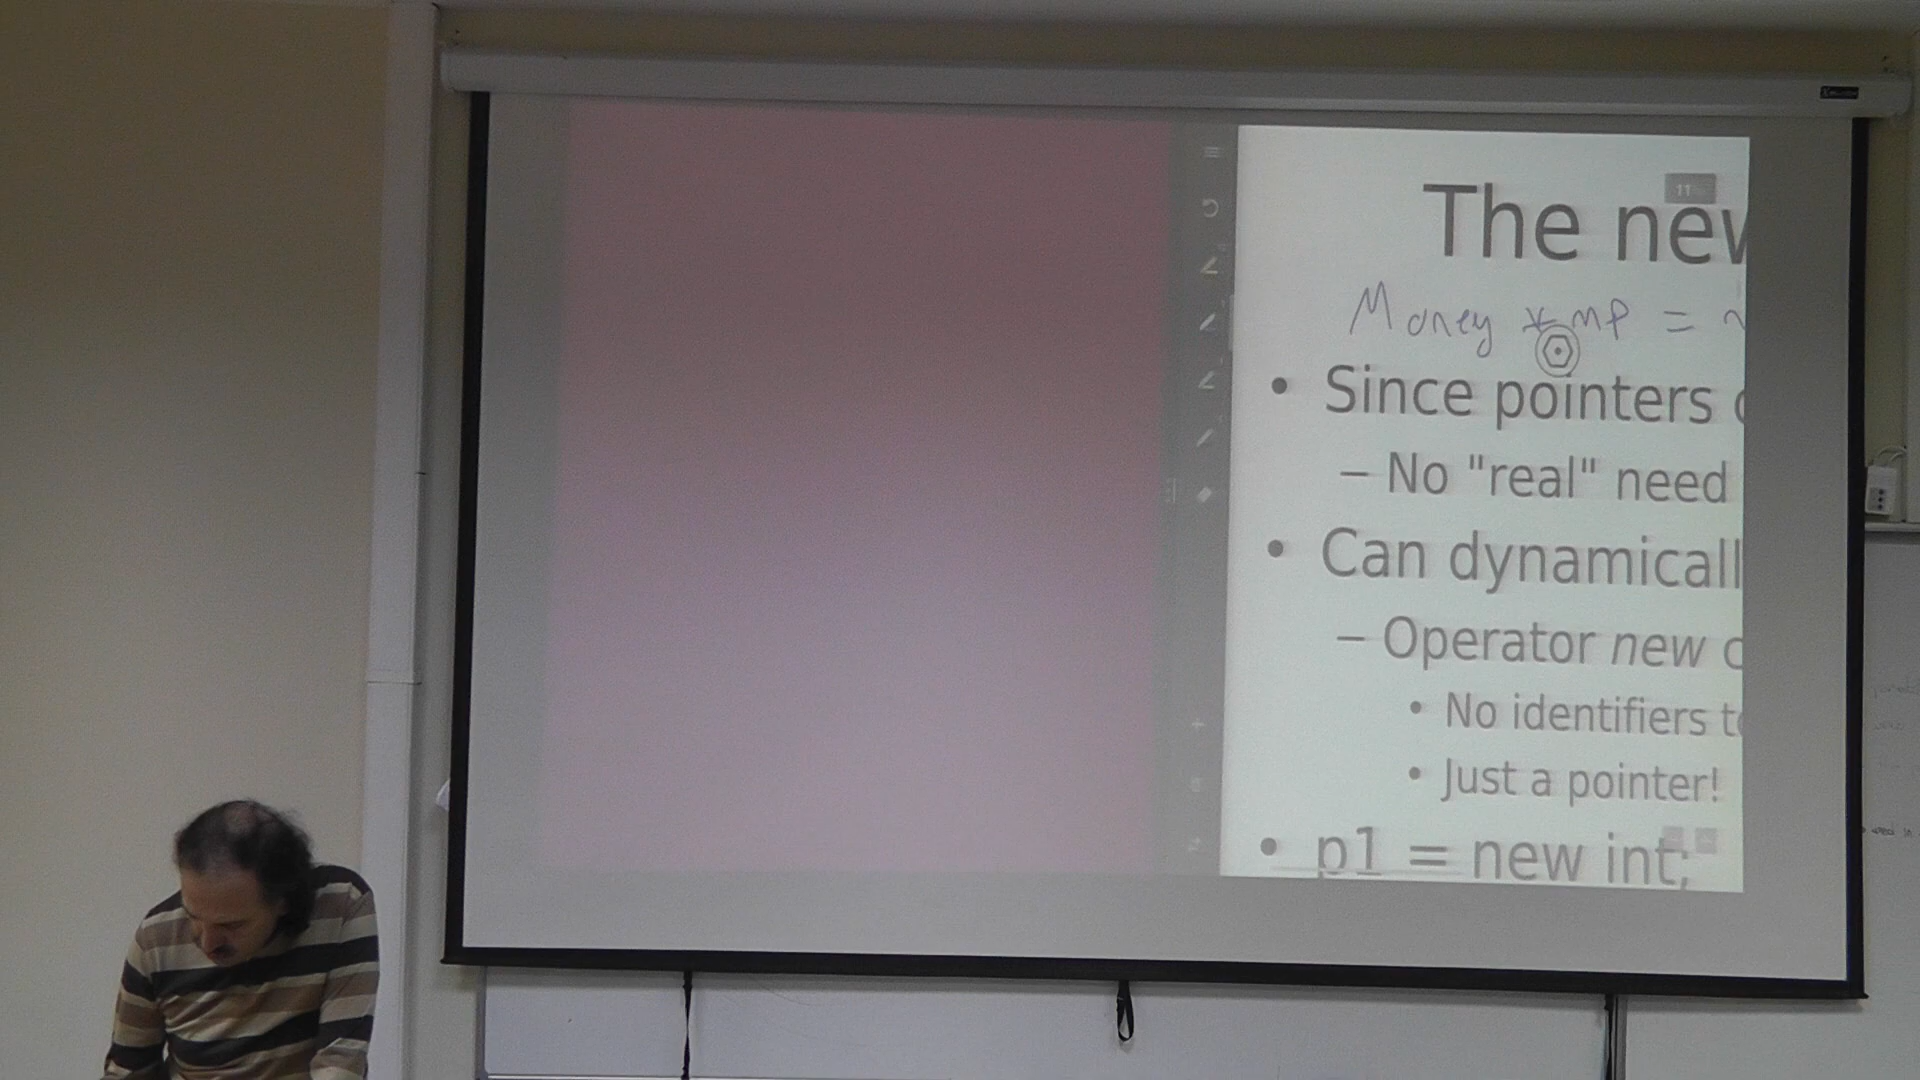 11
The new
Money * mp =
• Since pointers
– No "real" need
• Can dynamicall
– Operator new
• No identifiers
• Just a pointer!
• p1 = new int;